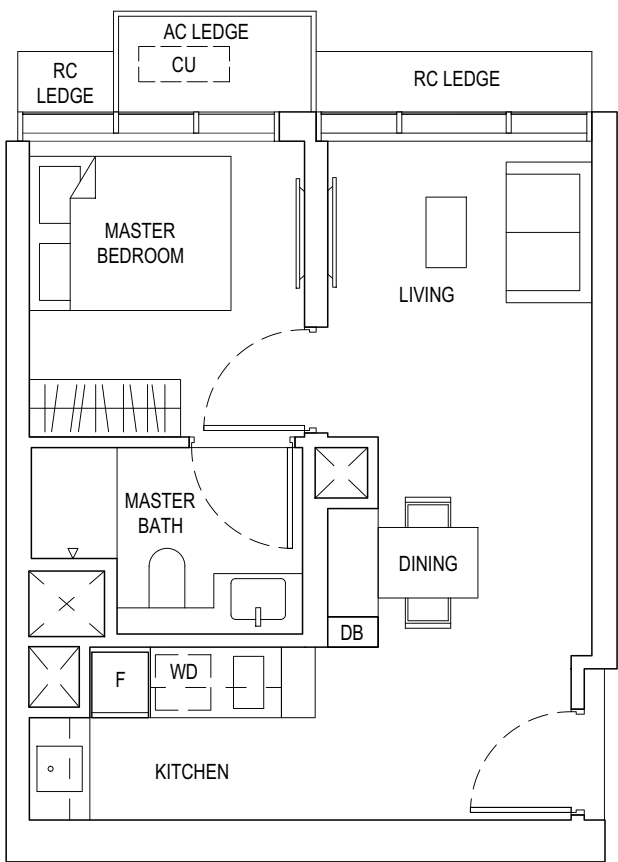 AC LEDGE
CU
RC
LEDGE
RC LEDGE
MASTER
BEDROOM
LIVING
MASTER
BATH
DINING
DB
F
WD
KITCHEN